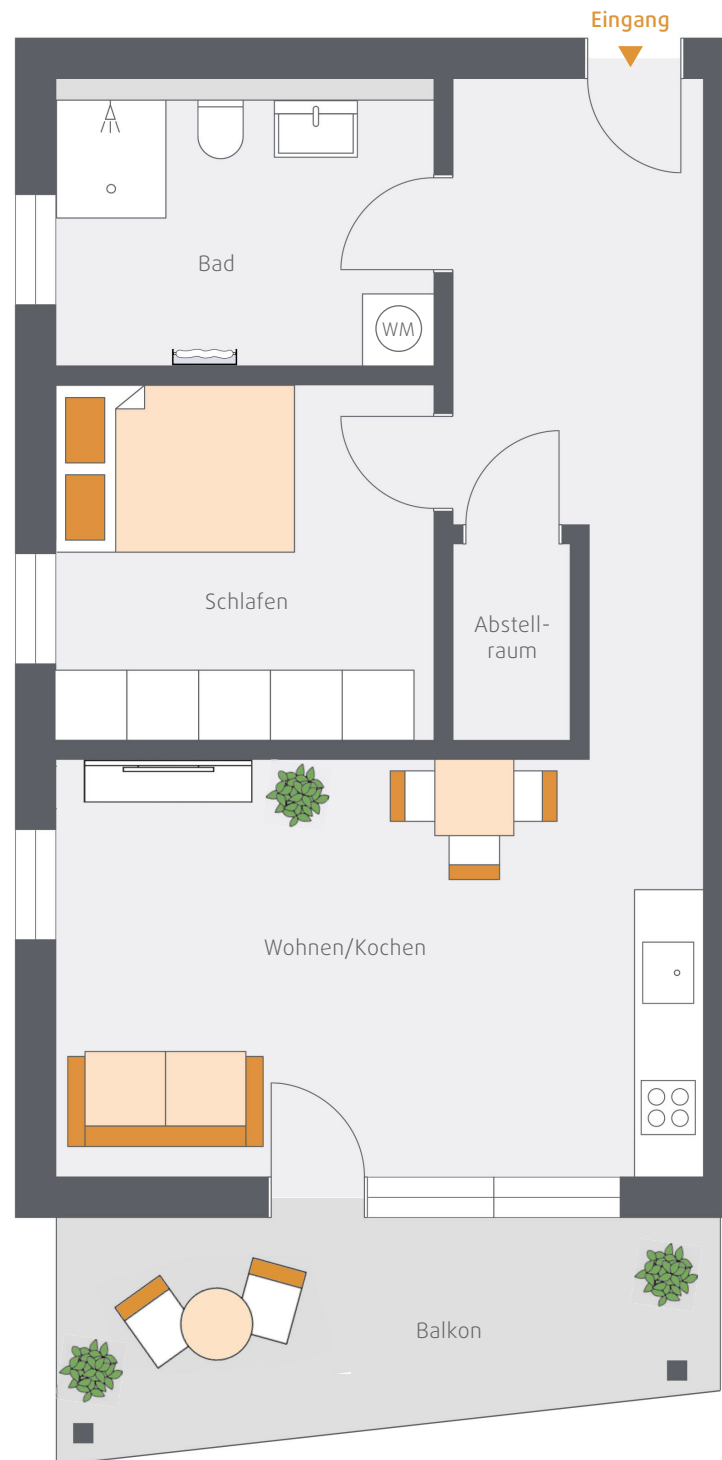 Eingang
Bad
WM
Schlafen
Abstell-
raum
Wohnen/Kochen
Balkon